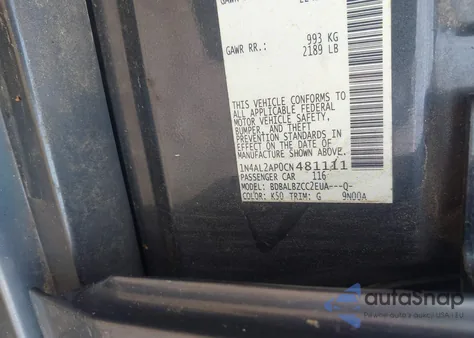 GAWR RR.: 993 KG
2189 LB
THIS VEHICLE CONFORMS TO
ALL APPLICABLE FEDERAL
MOTOR VEHICLE SAFETY,
BUMPER, AND THEFT
PREVENTION STANDARDS IN
EFFECT ON THE DATE OF
MANUFACTURE SHOWN ABOVE.
1N4AL2AP0CN481111
PASSENGER CAR 116
MODEL: BDBALBZCC2EUA---Q-
COLOR: K50 TRIM: G 9N00A
autoSnap